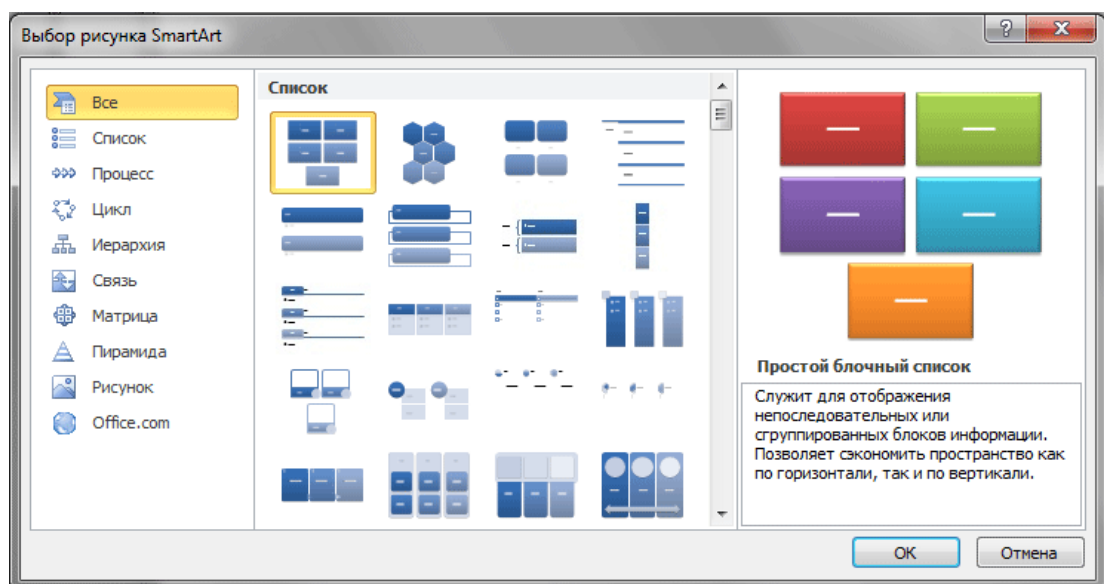 Выбор рисунка SmartArt
Все
Список
Процесс
Цикл
Иерархия
Связь
Матрица
Пирамида
Рисунок
Office.com
Список
Простой блочный список
Служит для отображения
непоследовательных или
сгруппированных блоков информации.
Позволяет сэкономить пространство как
по горизонтали, так и по вертикали.
ОК
Отмена